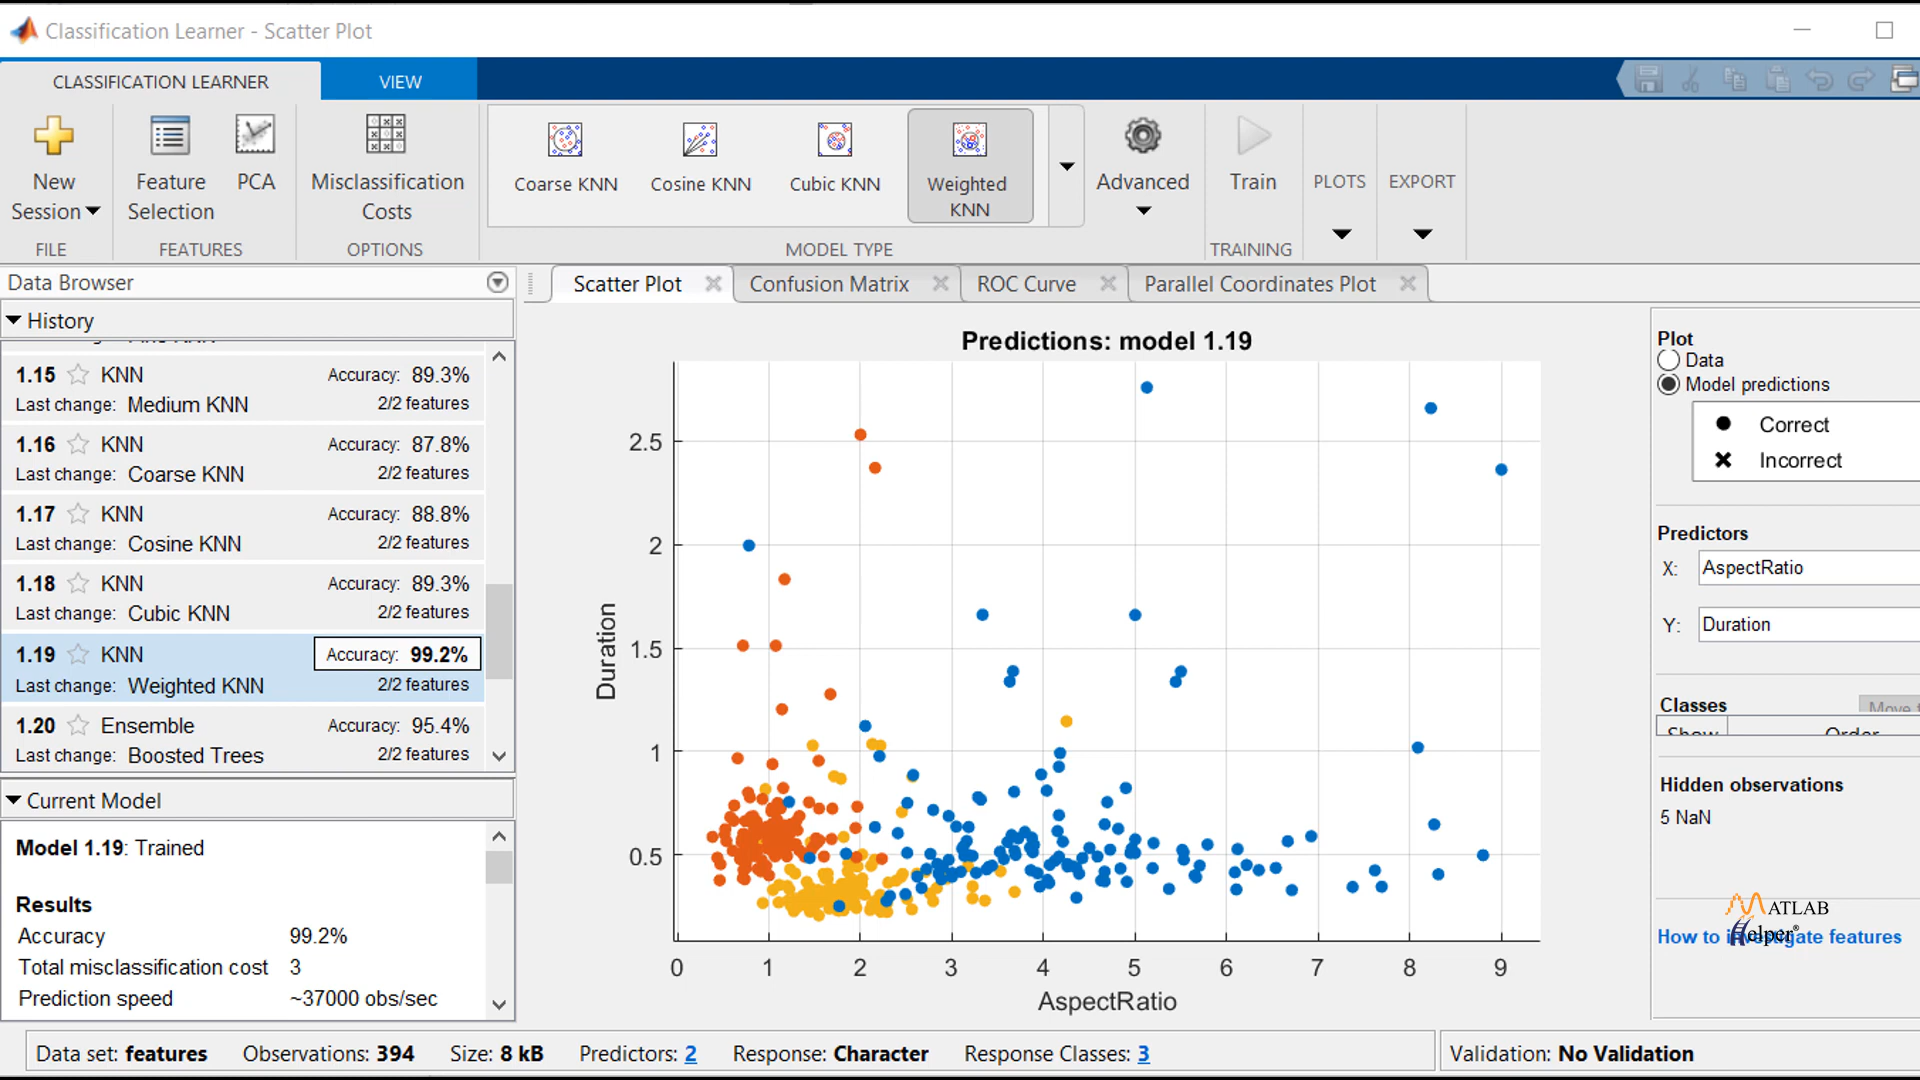 Classification Learner - Scatter Plot
CLASSIFICATION LEARNER
VIEW
New Session
Feature Selection
PCA
Misclassification Costs
Coarse KNN
Cosine KNN
Cubic KNN
Weighted KNN
Advanced
Train
PLOTS
EXPORT
FILE
FEATURES
OPTIONS
MODEL TYPE
TRAINING
Data Browser
History
1.15 KNN Accuracy: 89.3%
Last change: Medium KNN 2/2 features
1.16 KNN Accuracy: 87.8%
Last change: Coarse KNN 2/2 features
1.17 KNN Accuracy: 88.8%
Last change: Cosine KNN 2/2 features
1.18 KNN Accuracy: 89.3%
Last change: Cubic KNN 2/2 features
1.19 KNN Accuracy: 99.2%
Last change: Weighted KNN 2/2 features
1.20 Ensemble Accuracy: 95.4%
Last change: Boosted Trees 2/2 features
Current Model
Model 1.19: Trained
Results
Accuracy 99.2%
Total misclassification cost 3
Prediction speed ~37000 obs/sec
Scatter Plot
Confusion Matrix
ROC Curve
Parallel Coordinates Plot
Predictions: model 1.19
2.5
2
1.5
1
0.5
Duration
0 1 2 3 4 5 6 7 8 9
AspectRatio
Plot
Data
Model predictions
Correct
Incorrect
Predictors
X: AspectRatio
Y: Duration
Classes
Show Order
Hidden observations
5 NaN
MATLAB
Helper®
How to investigate features
Data set: features Observations: 394 Size: 8 kB Predictors: 2 Response: Character Response Classes: 3
Validation: No Validation